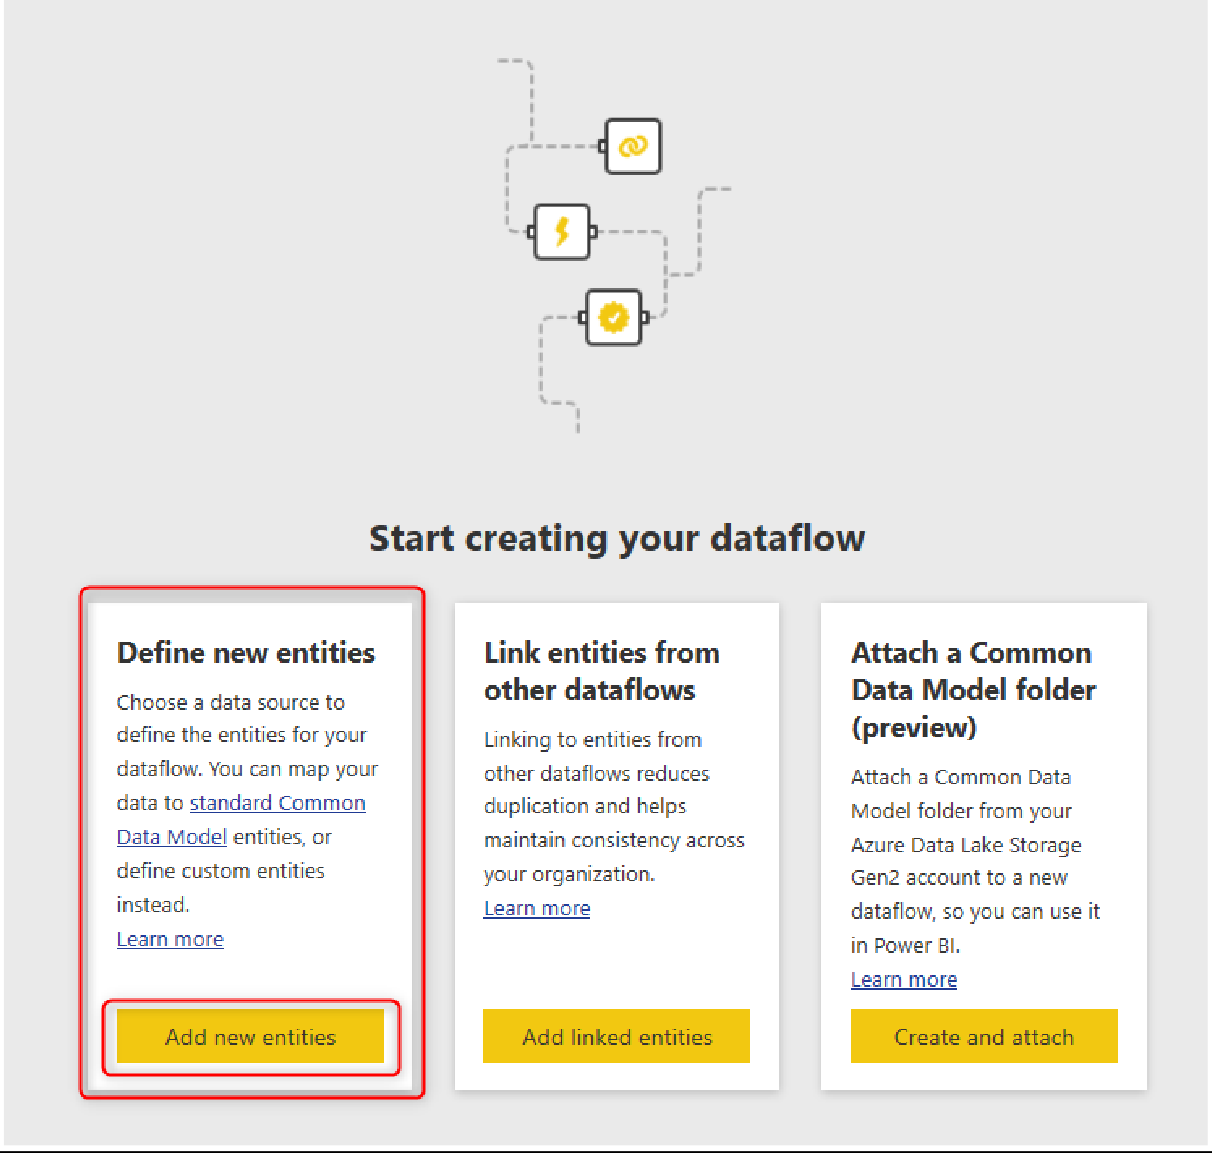 Start creating your dataflow
Define new entities
Choose a data source to
define the entities for your
dataflow. You can map your
data to standard Common
Data Model entities, or
define custom entities
instead.
Learn more
Add new entities
Link entities from
other dataflows
Linking to entities from
other dataflows reduces
duplication and helps
maintain consistency across
your organization.
Learn more
Add linked entities
Attach a Common
Data Model folder
(preview)
Attach a Common Data
Model folder from your
Azure Data Lake Storage
Gen2 account to a new
dataflow, so you can use it
in Power BI.
Learn more
Create and attach